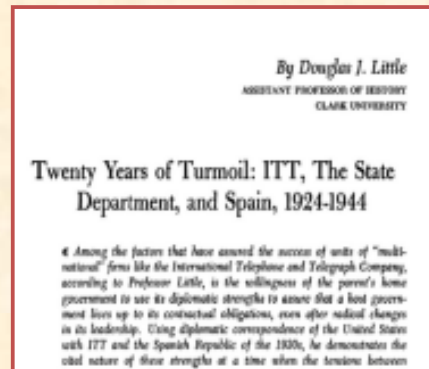 By Douglas J. Little
ASSISTANT PROFESSOR OF HISTORY
CLARK UNIVERSITY
Twenty Years of Turmoil: ITT, The State
Department, and Spain, 1924-1944
¶ Among the factors that have assured the success of units of "multi-
national" firms like the International Telephone and Telegraph Company,
according to Professor Little, is the willingness of the parent's home
government to use its diplomatic strengths to assure that a host govern-
ment lives up to its contractual obligations, even after radical changes
in its leadership. Using diplomatic correspondence of the United States
with ITT and the Spanish Republic of the 1930s, he demonstrates the
vital nature of these strengths at a time when the tensions between